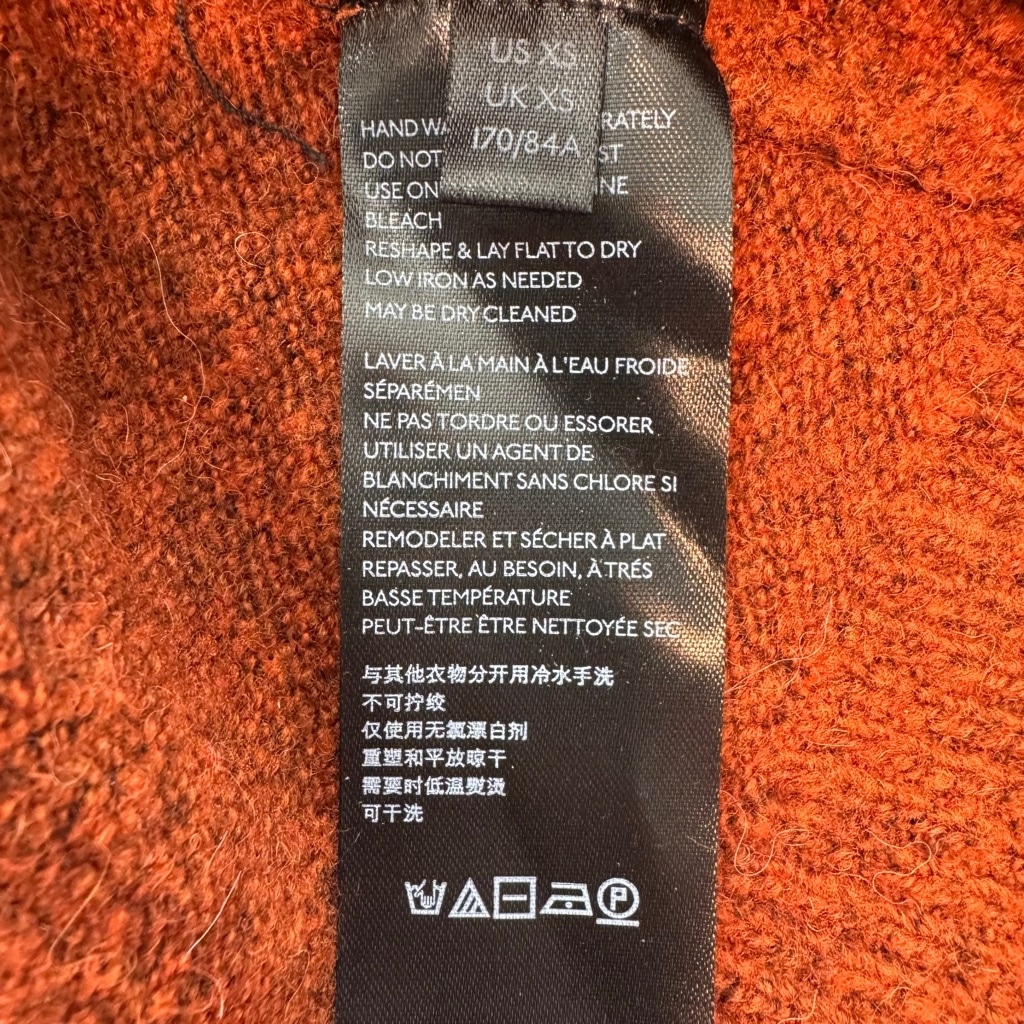 US XS
UK XS
170/84A
HAND WA RATELY
DO NOT ST
USE ON NE
BLEACH
RESHAPE & LAY FLAT TO DRY
LOW IRON AS NEEDED
MAY BE DRY CLEANED
LAVER À LA MAIN À L'EAU FROIDE
SÉPARÉMEN
NE PAS TORDRE OU ESSORER
UTILISER UN AGENT DE
BLANCHIMENT SANS CHLORE SI
NÉCESSAIRE
REMODELER ET SÉCHER À PLAT
REPASSER, AU BESOIN, À TRÉS
BASSE TEMPÉRATURE
PEUT-ÊTRE ÊTRE NETTOYÉE SEC
与其他衣物分开用冷水手洗
不可拧绞
仅使用无氯漂白剂
重塑和平放晾干
需要时低温熨烫
可干洗
P